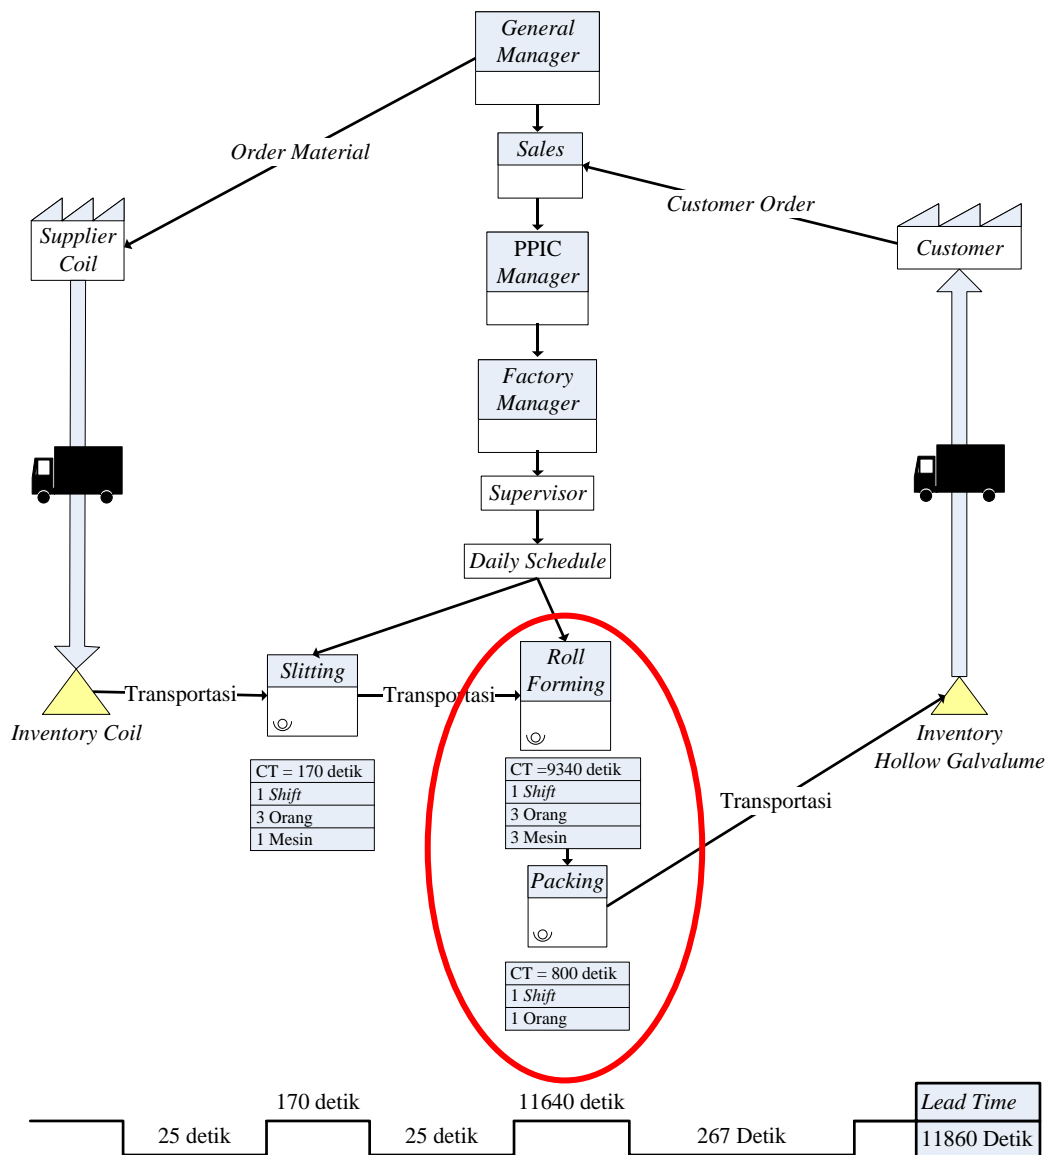 General
Manager
Order Material
Sales
Customer Order
Supplier
Coil
PPIC
Manager
Customer
Factory
Manager
Supervisor
Daily Schedule
Slitting
Roll
Forming
Transportasi
Transportasi
Inventory Coil
Inventory
Hollow Galvalume
CT = 170 detik
1 Shift
3 Orang
1 Mesin
CT =9340 detik
1 Shift
3 Orang
3 Mesin
Transportasi
Packing
CT = 800 detik
1 Shift
1 Orang
170 detik
11640 detik
Lead Time
25 detik
25 detik
267 Detik
11860 Detik